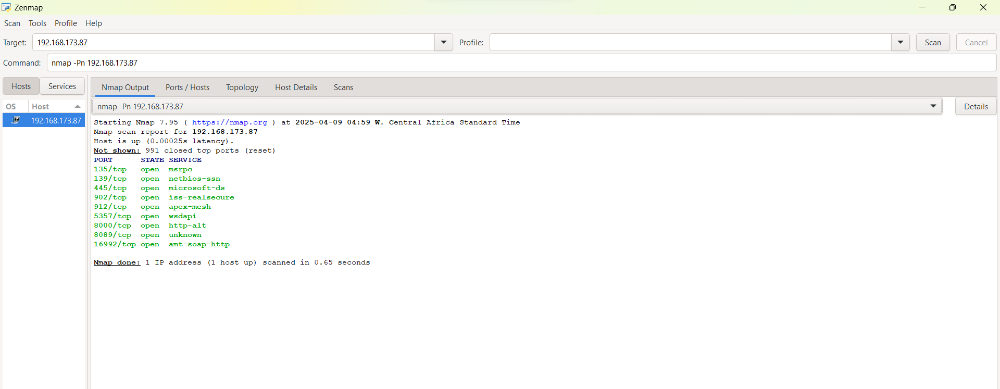 Zenmap
Scan Tools Profile Help
Target: 192.168.173.87 Profile: Scan Cancel
Command: nmap -Pn 192.168.173.87
Hosts Services Nmap Output Ports / Hosts Topology Host Details Scans
OS Host nmap -Pn 192.168.173.87 Details
192.168.173.87
Starting Nmap 7.95 ( https://nmap.org ) at 2025-04-09 04:59 W. Central Africa Standard Time
Nmap scan report for 192.168.173.87
Host is up (0.00025s latency).
Not shown: 991 closed tcp ports (reset)
PORT STATE SERVICE
135/tcp open msrpc
139/tcp open netbios-ssn
445/tcp open microsoft-ds
902/tcp open iss-realsecure
912/tcp open apex-mesh
5357/tcp open wsdapi
8000/tcp open http-alt
8089/tcp open unknown
16992/tcp open amt-soap-http
Nmap done: 1 IP address (1 host up) scanned in 0.65 seconds